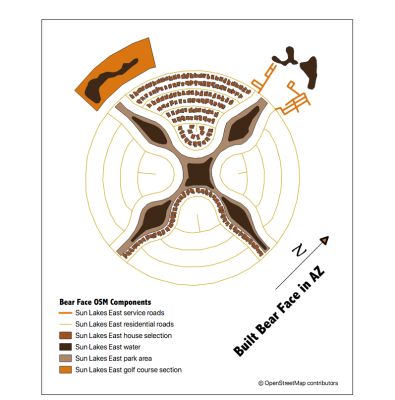 N
Built Bear Face in AZ
Bear Face OSM Components
Sun Lakes East service roads
Sun Lakes East residential roads
Sun Lakes East house selection
Sun Lakes East water
Sun Lakes East park area
Sun Lakes East golf course section
© OpenStreetMap contributors